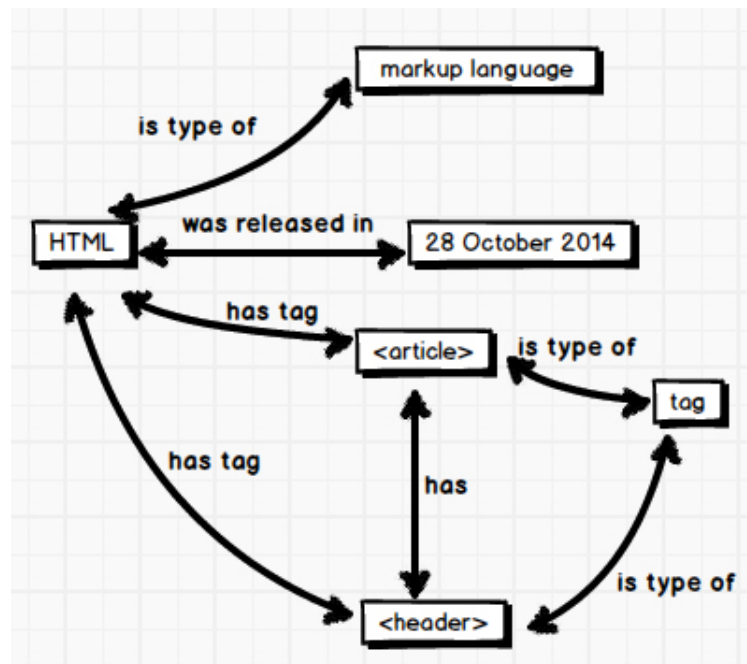 markup language
is type of
was released in
HTML
28 October 2014
has tag
<article>
is type of
tag
has tag
has
is type of
<header>